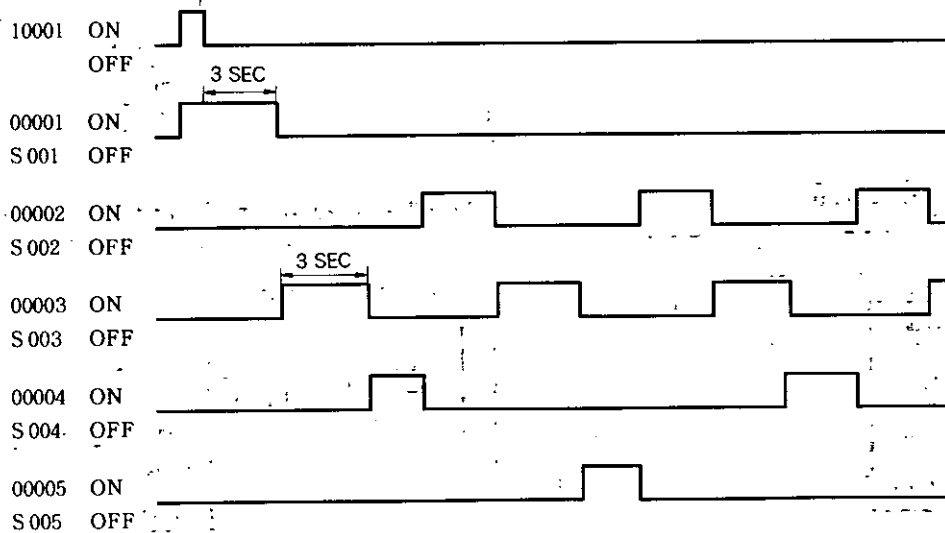 10001 ON
OFF
3 SEC
00001 ON
S001 OFF
00002 ON
S002 OFF
3 SEC
00003 ON
S003 OFF
00004 ON
S004 OFF
00005 ON
S005 OFF